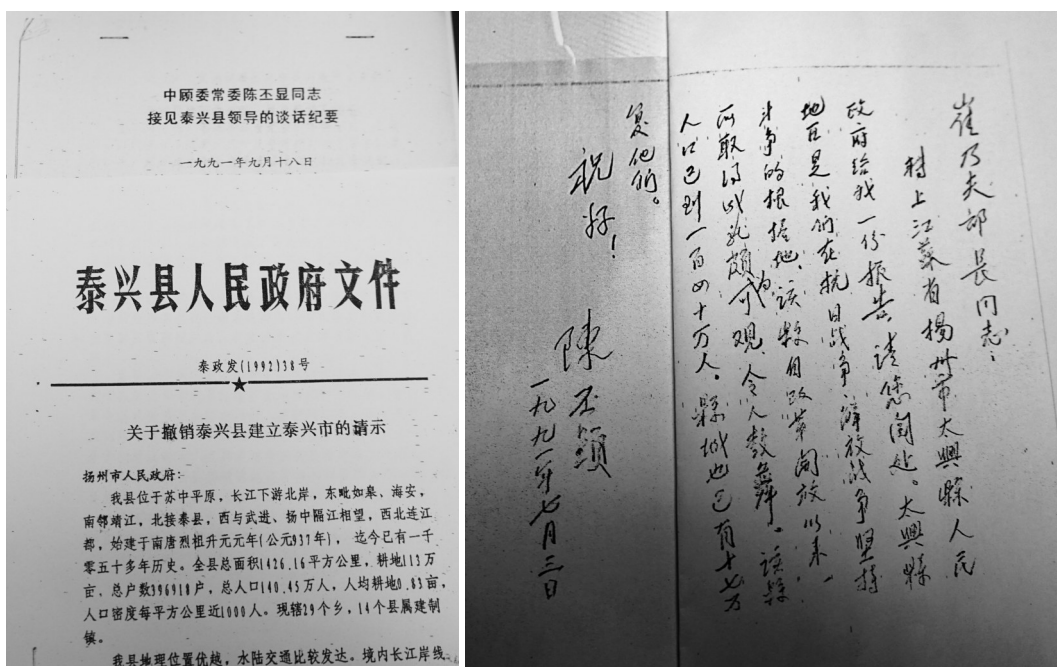 中顾委常委陈丕显同志
接见泰兴县领导的谈话纪要
一九九一年九月十八日
泰兴县人民政府文件
泰政发(1992)38号
关于撤销泰兴县建立泰兴市的请示
扬州市人民政府:
我县位于苏中平原,长江下游北岸,东毗如皋、海安,
南邻靖江,北接泰县,西与武进、扬中隔江相望,西北连江
都,始建于南唐烈祖升元元年(公元937年),迄今已有一千
零五十多年历史。全县总面积1426.16平方公里,耕地113万
亩、总户数396918户,总人口140.45万人,人均耕地0.83亩,
人口密度每平方公里近1000人。现辖29个乡,14个县属建制
镇。
我县地理位置优越,水陆交通比较发达。境内长江岸线
崔乃夫部长同志:
转上江苏省扬州市太兴縣人民
政府给我一份报告,请您阅处。太興縣
地区是我们在抗日战争、解放战争坚持
斗争的根据地、该縣自改革開放以来,
所取得成就颇为可观、令人鼓舞。该縣
人口已到一百四十万人。縣城也已有十七万
复他们。
祝好!
陳丕顯
一九九一年七月三日